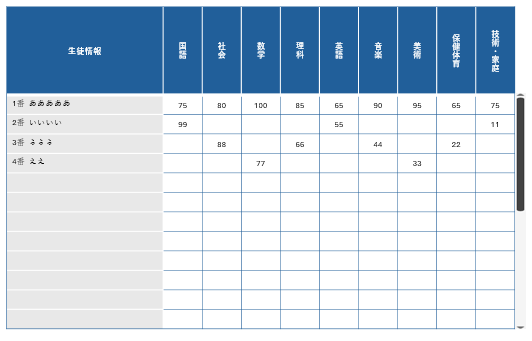 生徒情報 国語 社会 数学 理科 英語 音楽 美術 保健体育 技術・家庭
1番 あああああ 75 80 100 85 65 90 95 65 75
2番 いいいい 99 55 11
3番 ううう 88 66 44 22
4番 ええ 77 33